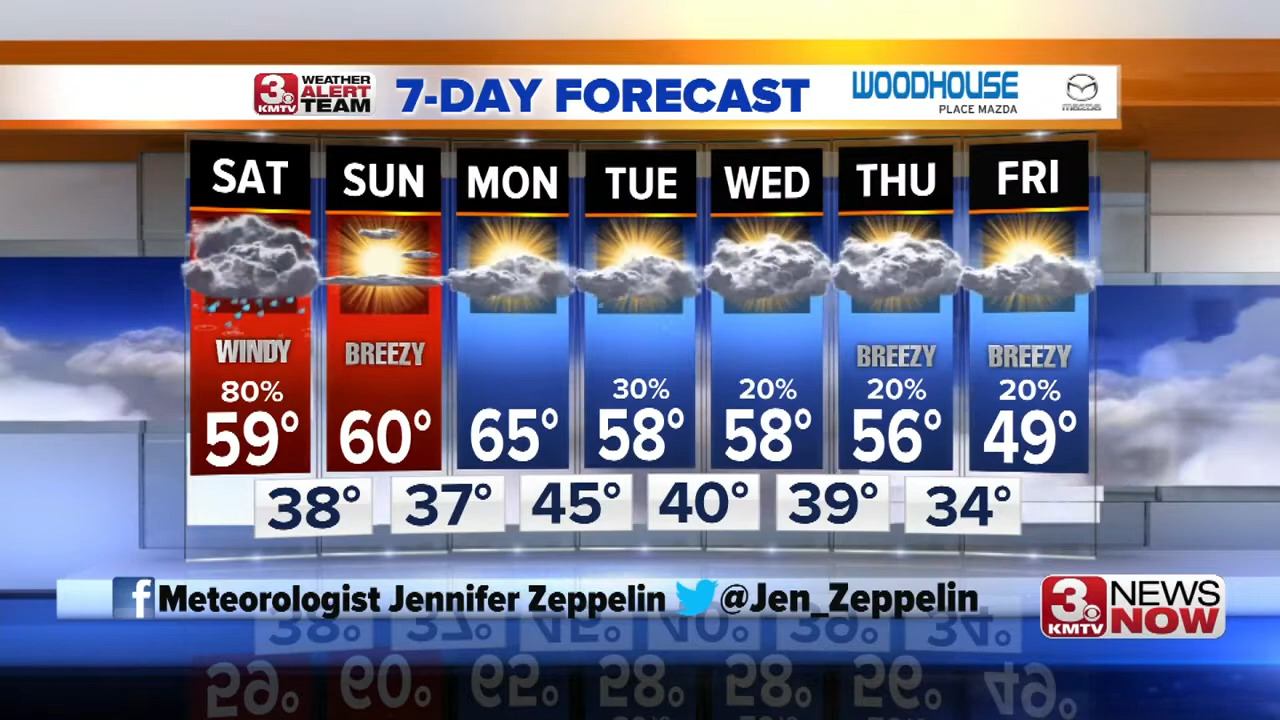 3 KMTV WEATHER ALERT TEAM 7-DAY FORECAST WOODHOUSE PLACE MAZDA mazda
SAT SUN MON TUE WED THU FRI
WINDY BREEZY BREEZY BREEZY
80% 30% 20% 20% 20%
59° 60° 65° 58° 58° 56° 49°
38° 37° 45° 40° 39° 34°
f Meteorologist Jennifer Zeppelin @Jen_Zeppelin
3 KMTV NEWS NOW